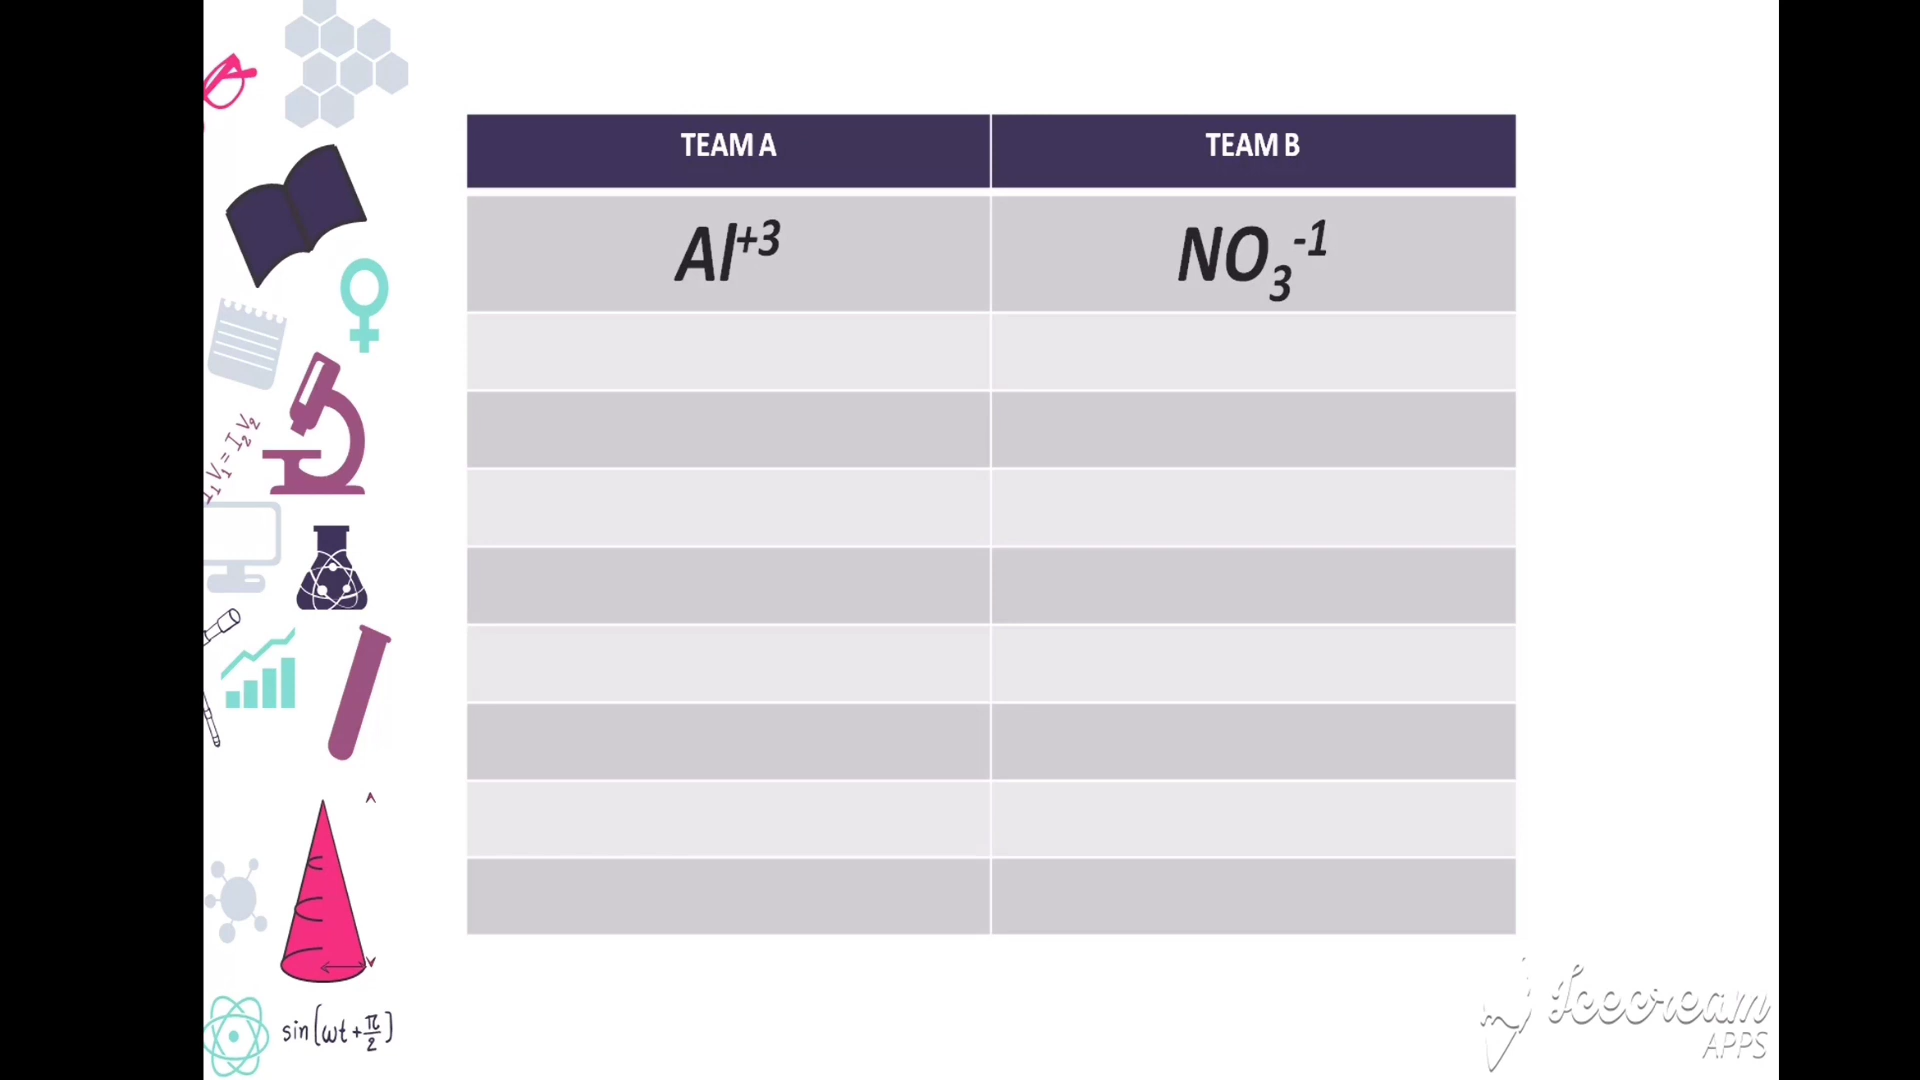 TEAM A
TEAM B
Al+3
NO3-1
I1V1 = I2V2
sin(ωt+π/2)
Icecream
APPS